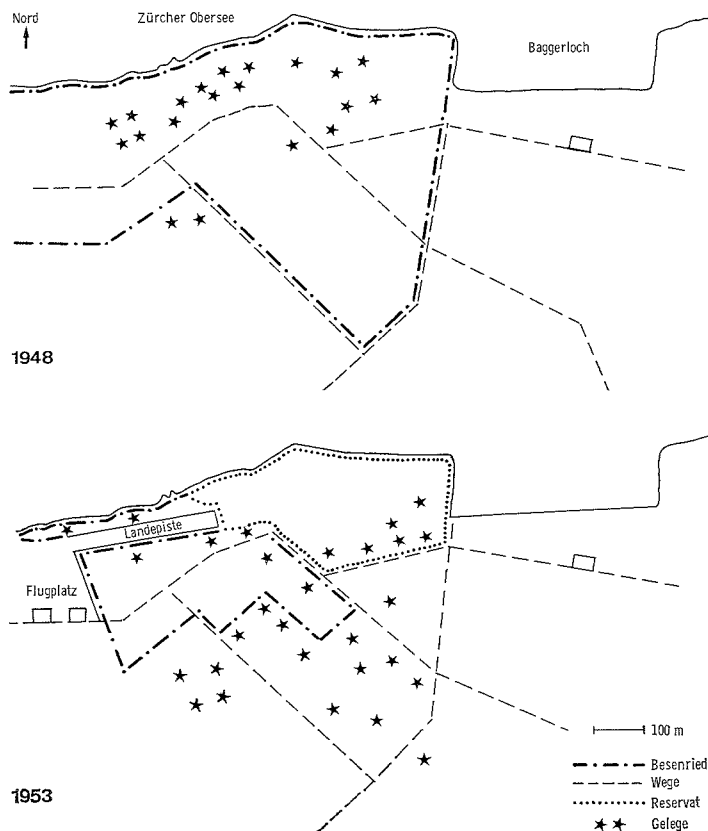 Nord
Zürcher Obersee
Baggerloch
1948
Landepiste
Flugplatz
100 m
Besenried
Wege
Reservat
Gelege
1953